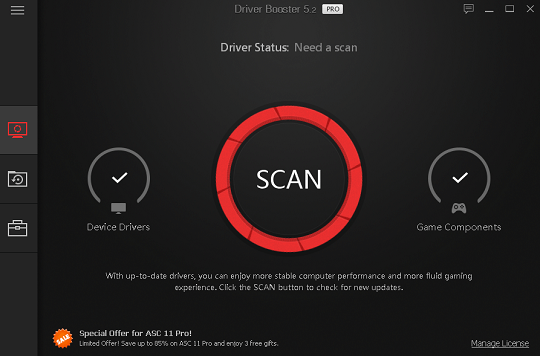 Driver Booster 5.2 PRO
Driver Status: Need a scan
SCAN
Device Drivers
Game Components
With up-to-date drivers, you can enjoy more stable computer performance and more fluid gaming
experience. Click the SCAN button to check for new updates.
SALE
Special Offer for ASC 11 Pro!
Limited Offer! Save up to 85% on ASC 11 Pro and enjoy 3 free gifts.
Manage License